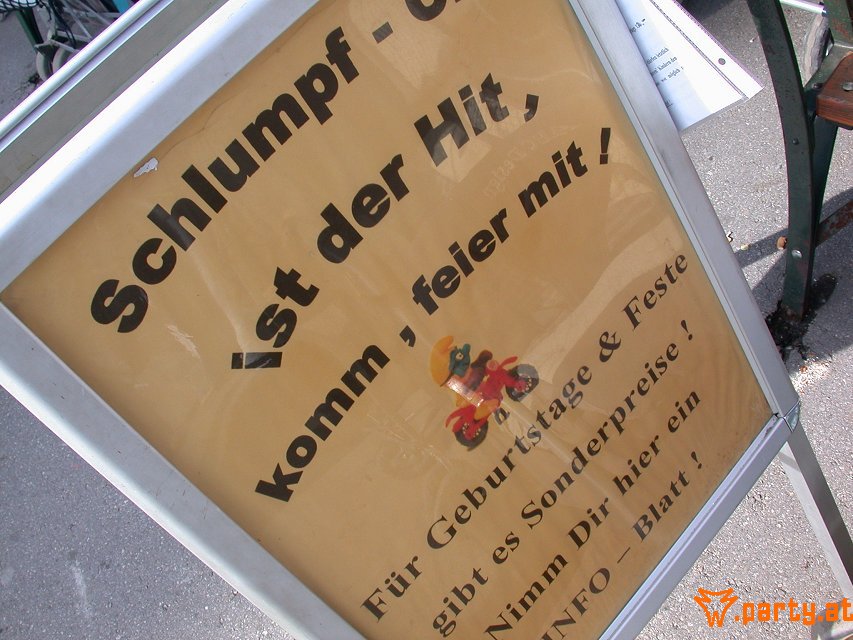 Schlumpf -
ist der Hit ,
komm , feier mit !
Für Geburtstage & Feste
gibt es Sonderpreise !
Nimm Dir hier ein
INFO - Blatt !
.party.at